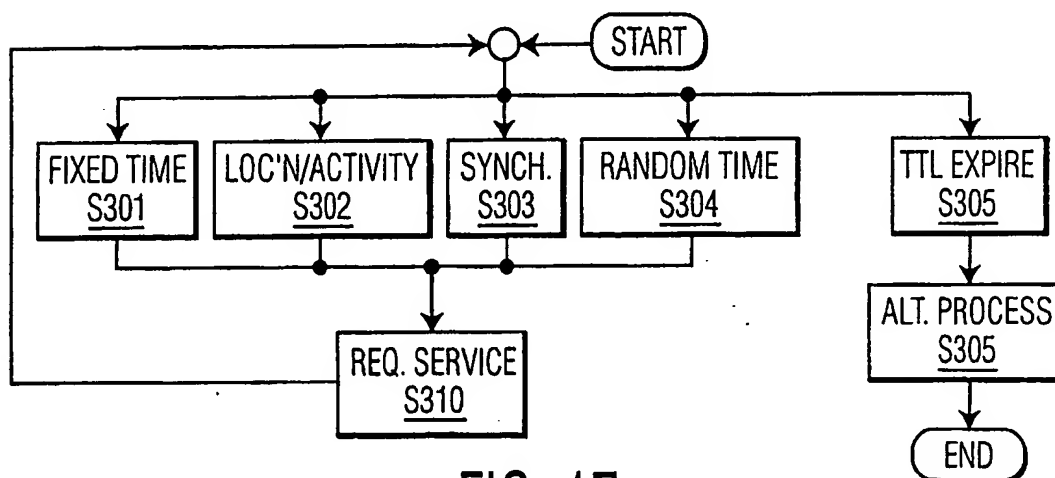 START
FIXED TIME
S301
LOC'N/ACTIVITY
S302
SYNCH.
S303
RANDOM TIME
S304
TTL EXPIRE
S305
REQ. SERVICE
S310
ALT. PROCESS
S305
END